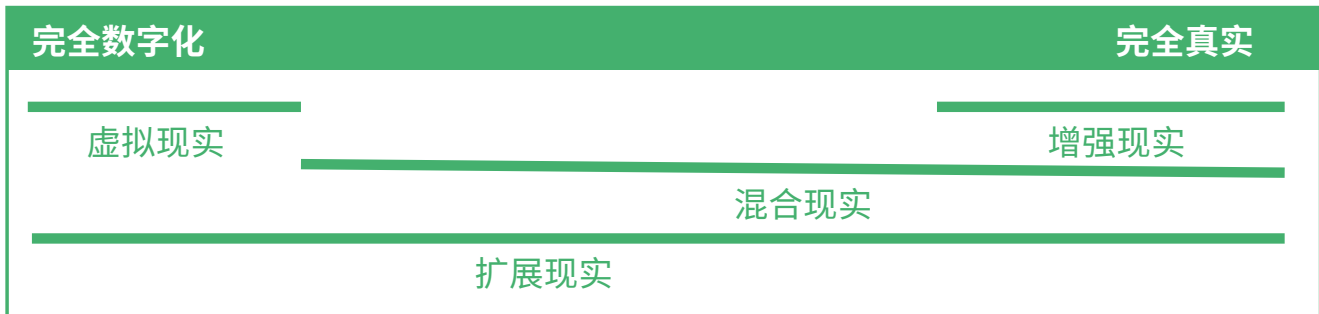 完全数字化 完全真实
虚拟现实 增强现实
混合现实
扩展现实